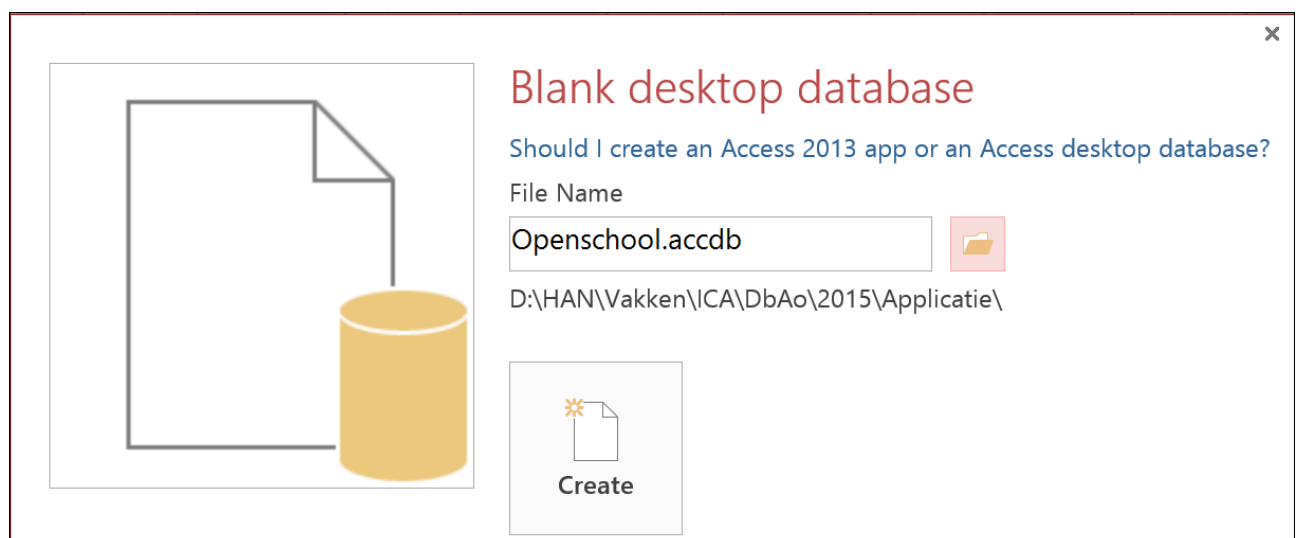 Blank desktop database
Should I create an Access 2013 app or an Access desktop database?
File Name
Openschool.accdb
D:\HAN\Vakken\ICA\DbAo\2015\Applicatie\
Create